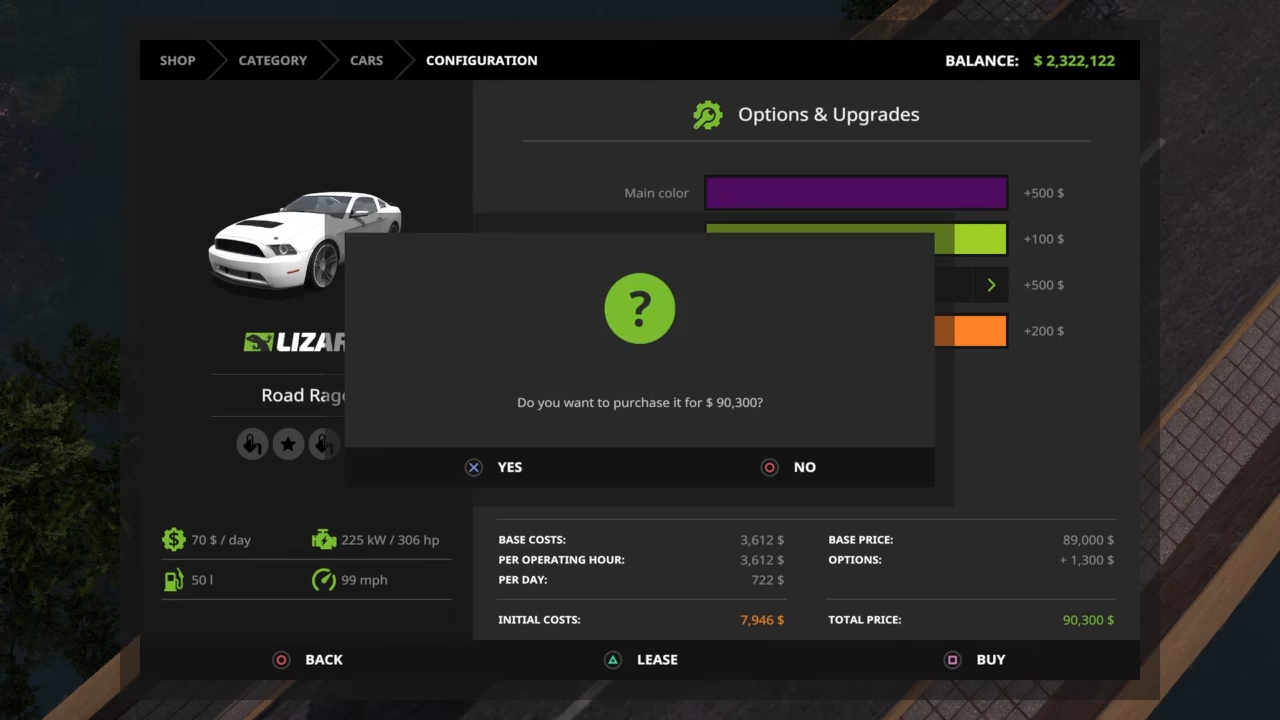 SHOP CATEGORY CARS CONFIGURATION BALANCE: $ 2,322,122
Options & Upgrades
Main color +500 $
+100 $
+500 $
+200 $
?
Do you want to purchase it for $ 90,300?
YES NO
Road
70 $ / day 225 kW / 306 hp
50 l 99 mph
BASE COSTS: 3,612 $
PER OPERATING HOUR: 3,612 $
PER DAY: 722 $
INITIAL COSTS: 7,946 $
BASE PRICE: 89,000 $
OPTIONS: + 1,300 $
TOTAL PRICE: 90,300 $
BACK LEASE BUY